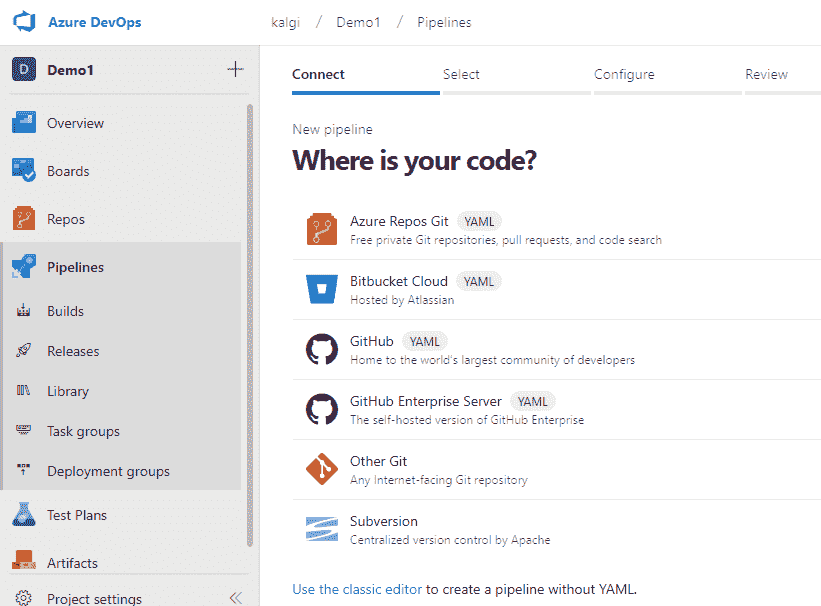 Azure DevOps
kalgi / Demo1 / Pipelines
D Demo1
Overview
Boards
Repos
Pipelines
Builds
Releases
Library
Task groups
Deployment groups
Test Plans
Artifacts
Project settings
Connect Select Configure Review
New pipeline
Where is your code?
Azure Repos Git YAML
Free private Git repositories, pull requests, and code search
Bitbucket Cloud YAML
Hosted by Atlassian
GitHub YAML
Home to the world's largest community of developers
GitHub Enterprise Server YAML
The self-hosted version of GitHub Enterprise
Other Git
Any Internet-facing Git repository
Subversion
Centralized version control by Apache
Use the classic editor to create a pipeline without YAML.